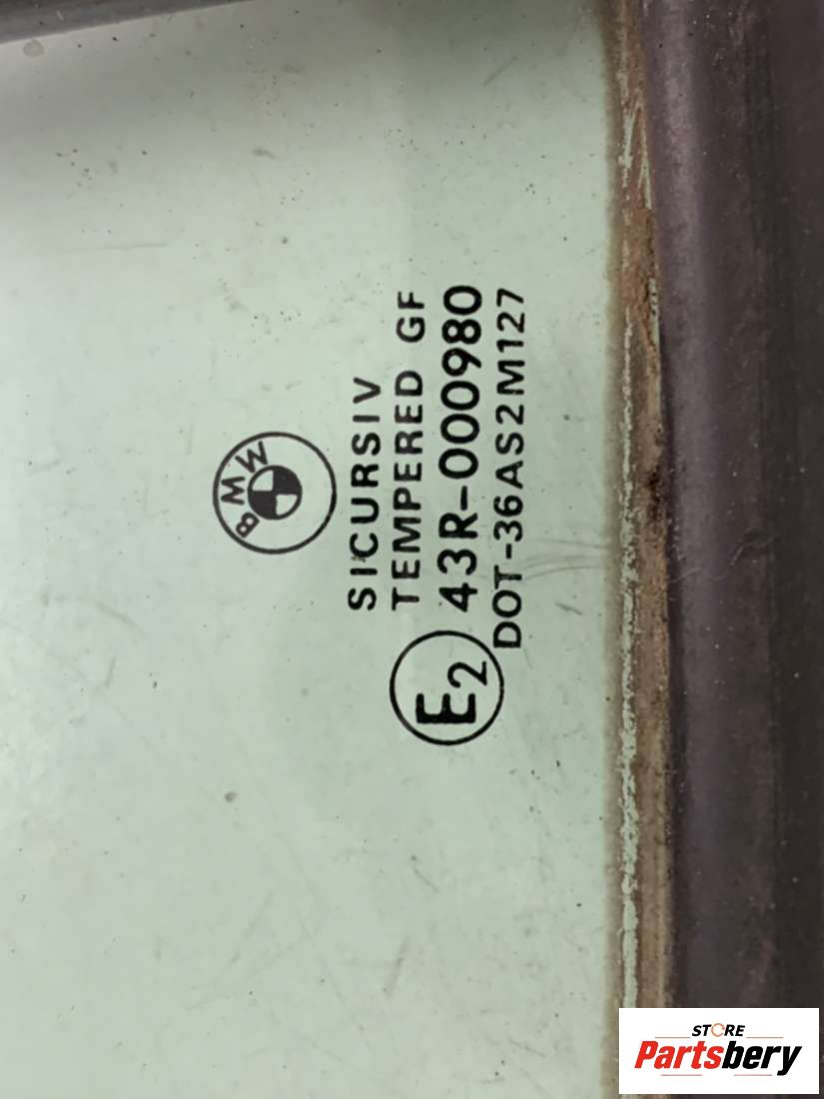 BMW
SICURSIV
TEMPERED GF
E2 43R-000980
DOT-36AS2M127
STORE
Partsbery